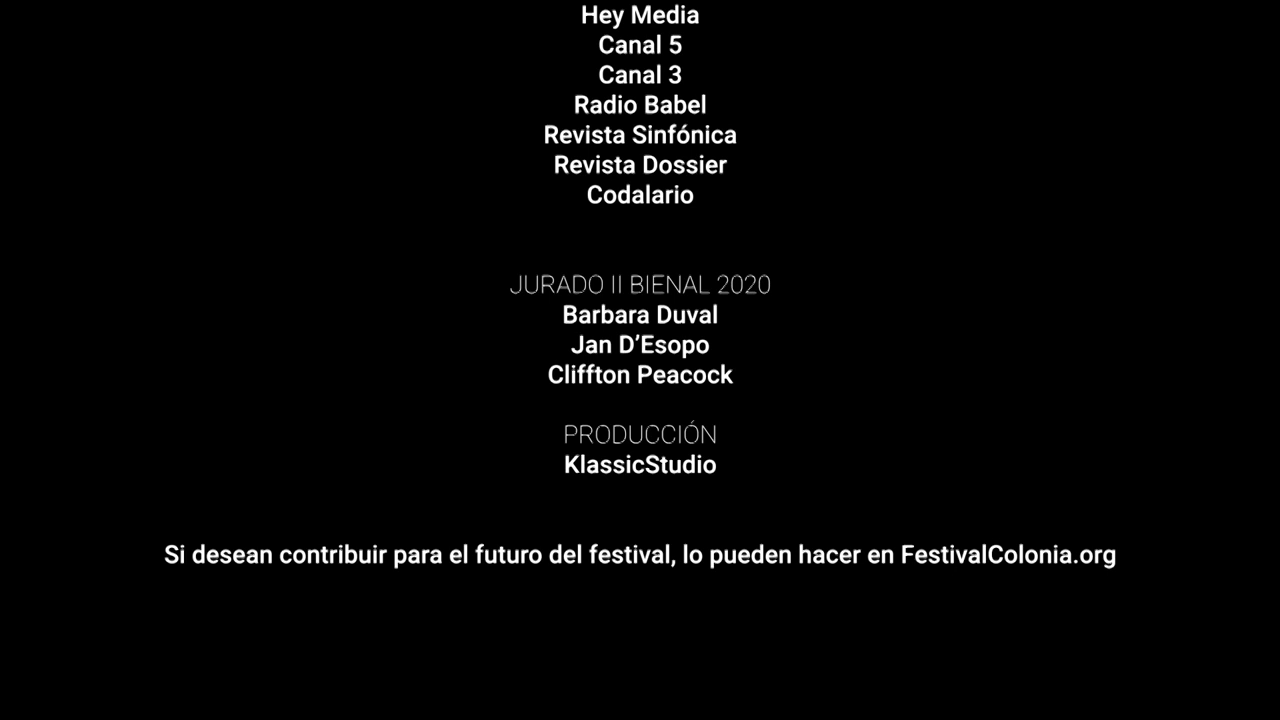 Hey Media
Canal 5
Canal 3
Radio Babel
Revista Sinfónica
Revista Dossier
Codalario
JURADO II BIENAL 2020
Barbara Duval
Jan D’Esopo
Cliffton Peacock
PRODUCCIÓN
KlassicStudio
Si desean contribuir para el futuro del festival, lo pueden hacer en FestivalColonia.org